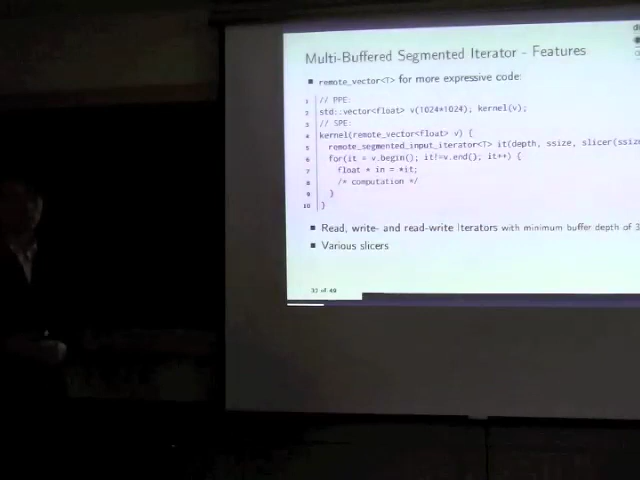 Multi-Buffered Segmented Iterator - Features
remote_vector<T> for more expressive code:
1 // PPE:
2 std::vector<float> v(1024*1024); kernel(v);
3 // SPE:
4 kernel(remote_vector<float> v) {
5 remote_segmented_input_iterator<T> it(depth, ssize, slicer(ssize
6 for(it = v.begin(); it!=v.end(); it++) {
7 float * in = *it;
8 /* computation */
9 }
10 }
Read, write- and read-write Iterators with minimum buffer depth of 3
Various slicers
of 49